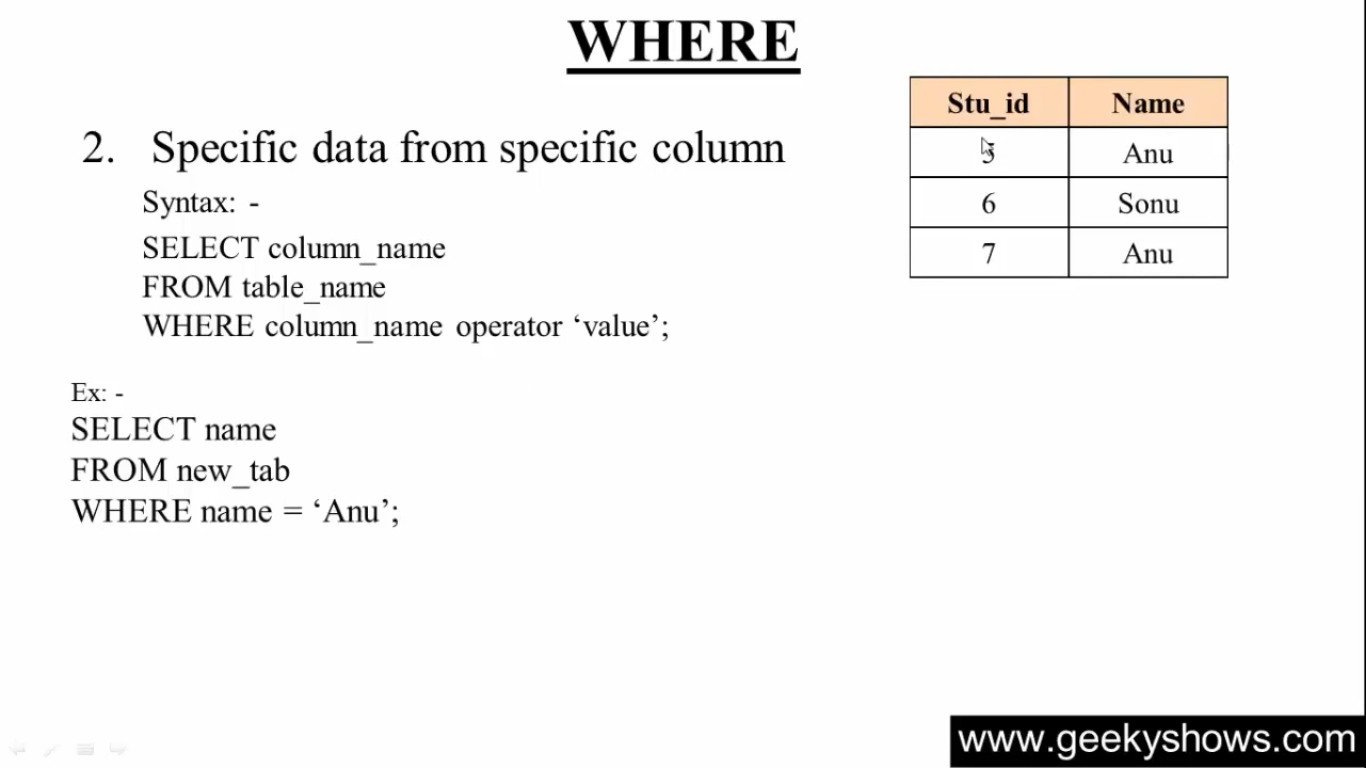 WHERE
2. Specific data from specific column
Syntax: -
SELECT column_name
FROM table_name
WHERE column_name operator ‘value’;
Ex: -
SELECT name
FROM new_tab
WHERE name = ‘Anu’;
Stu_id Name
5 Anu
6 Sonu
7 Anu
www.geekyshows.com